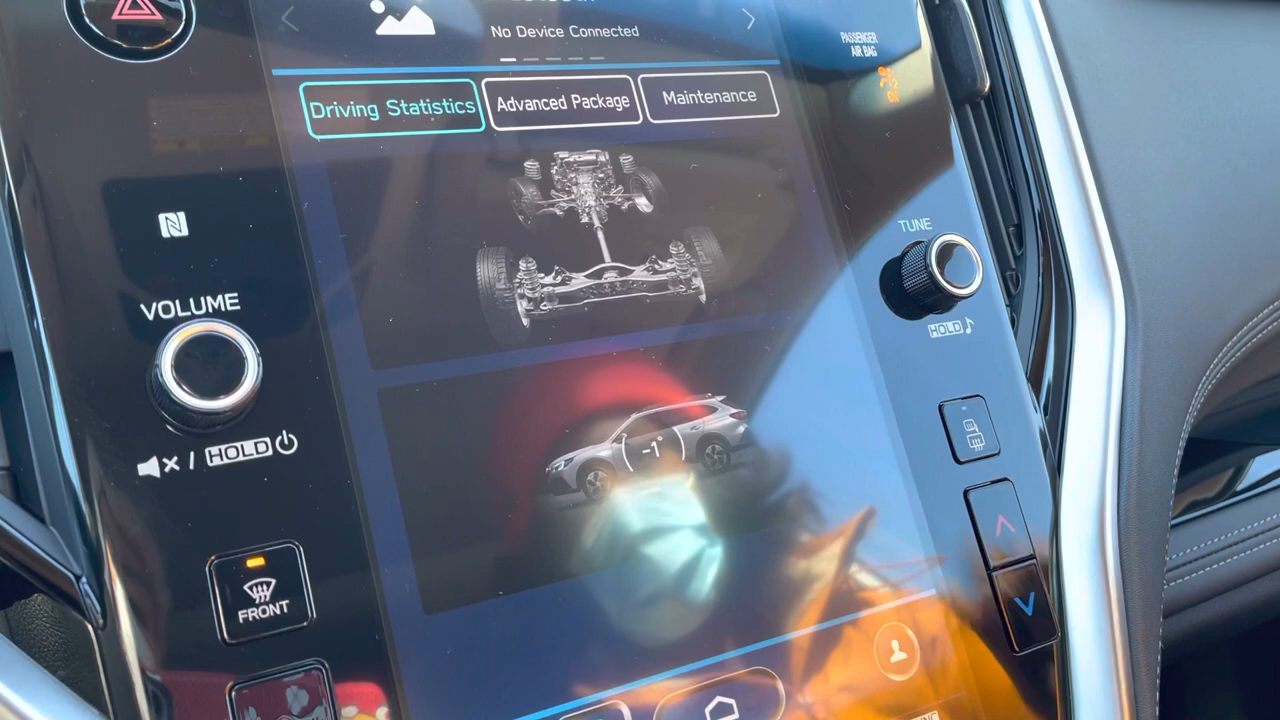 No Device Connected
PASSENGER
AIR BAG
Driving Statistics
Advanced Package
Maintenance
N
TUNE
VOLUME
HOLD
-1°
/ HOLD
FRONT